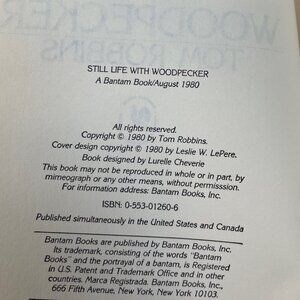 WOODPECKER
TOM ROBBINS
STILL LIFE WITH WOODPECKER
A Bantam Book/August 1980
All rights reserved.
Copyright © 1980 by Tom Robbins.
Cover design copyright © 1980 by Leslie W. LePere.
Book designed by Lurelle Cheverie
This book may not be reproduced in whole or in part, by
mimeograph or any other means, without permisssion.
For information address: Bantam Books, Inc.
ISBN: 0-553-01260-6
Published simultaneously in the United States and Canada
Bantam Books are published by Bantam Books, Inc.
Its trademark, consisting of the words "Bantam
Books" and the portrayal of a bantam, is Registered
in U.S. Patent and Trademark Office and in other
countries. Marca Registrada. Bantam Books, Inc.,
666 Fifth Avenue, New York, New York 10103.